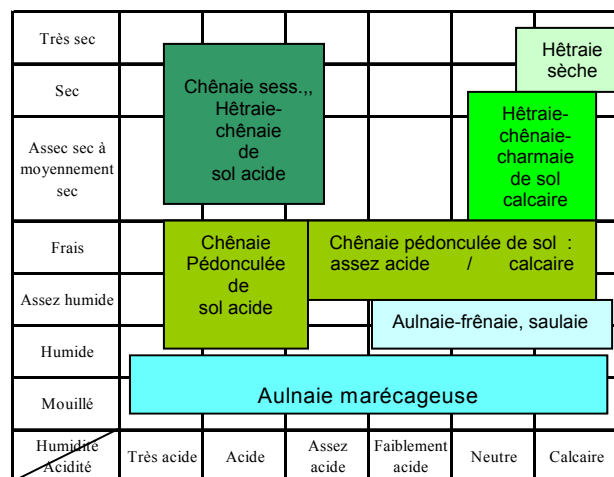 Très sec
Hêtraie
sèche
Sec
Chênaie sess.,,
Hêtraie-
chênaie
de
sol acide
Hêtraie-
chênaie-
charmaie
de sol
calcaire
Assec sec à
moyennement
sec
Frais
Chênaie
Pédonculée
de
sol acide
Chênaie pédonculée de sol :
assez acide / calcaire
Assez humide
Aulnaie-frênaie, saulaie
Humide
Aulnaie marécageuse
Mouillé
Humidité
Acidité
Très acide
Acide
Assez
acide
Faiblement
acide
Neutre
Calcaire